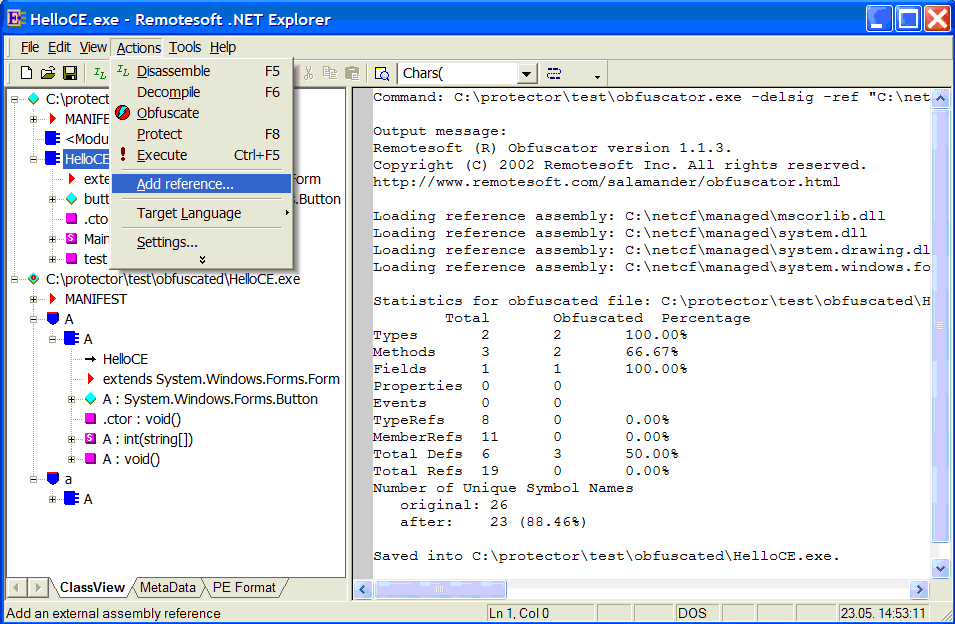 HelloCE.exe - Remotesoft .NET Explorer
File Edit View Actions Tools Help
Chars(
Disassemble F5
Decompile F6
Obfuscate
Protect F8
Execute Ctrl+F5
Add reference...
Target Language
Settings...
C:\protect
MANIFE
<Modu
HelloCE
exte
Form
butt
s.Button
.cto
Main
test
C:\protector\test\obfuscated\HelloCE.exe
MANIFEST
A
A
HelloCE
extends System.Windows.Forms.Form
A : System.Windows.Forms.Button
.ctor : void()
A : int(string[])
A : void()
a
A
ClassView MetaData PE Format
Command: C:\protector\test\obfuscator.exe -delsig -ref "C:\net
Output message:
Remotesoft (R) Obfuscator version 1.1.3.
Copyright (C) 2002 Remotesoft Inc. All rights reserved.
http://www.remotesoft.com/salamander/obfuscator.html
Loading reference assembly: C:\netcf\managed\mscorlib.dll
Loading reference assembly: C:\netcf\managed\system.dll
Loading reference assembly: C:\netcf\managed\system.drawing.dl
Loading reference assembly: C:\netcf\managed\system.windows.fo
Statistics for obfuscated file: C:\protector\test\obfuscated\H
Total Obfuscated Percentage
Types 2 2 100.00%
Methods 3 2 66.67%
Fields 1 1 100.00%
Properties 0 0
Events 0 0
TypeRefs 8 0 0.00%
MemberRefs 11 0 0.00%
Total Defs 6 3 50.00%
Total Refs 19 0 0.00%
Number of Unique Symbol Names
original: 26
after: 23 (88.46%)
Saved into C:\protector\test\obfuscated\HelloCE.exe.
Add an external assembly reference
Ln 1, Col 0
DOS
23.05. 14:53:11